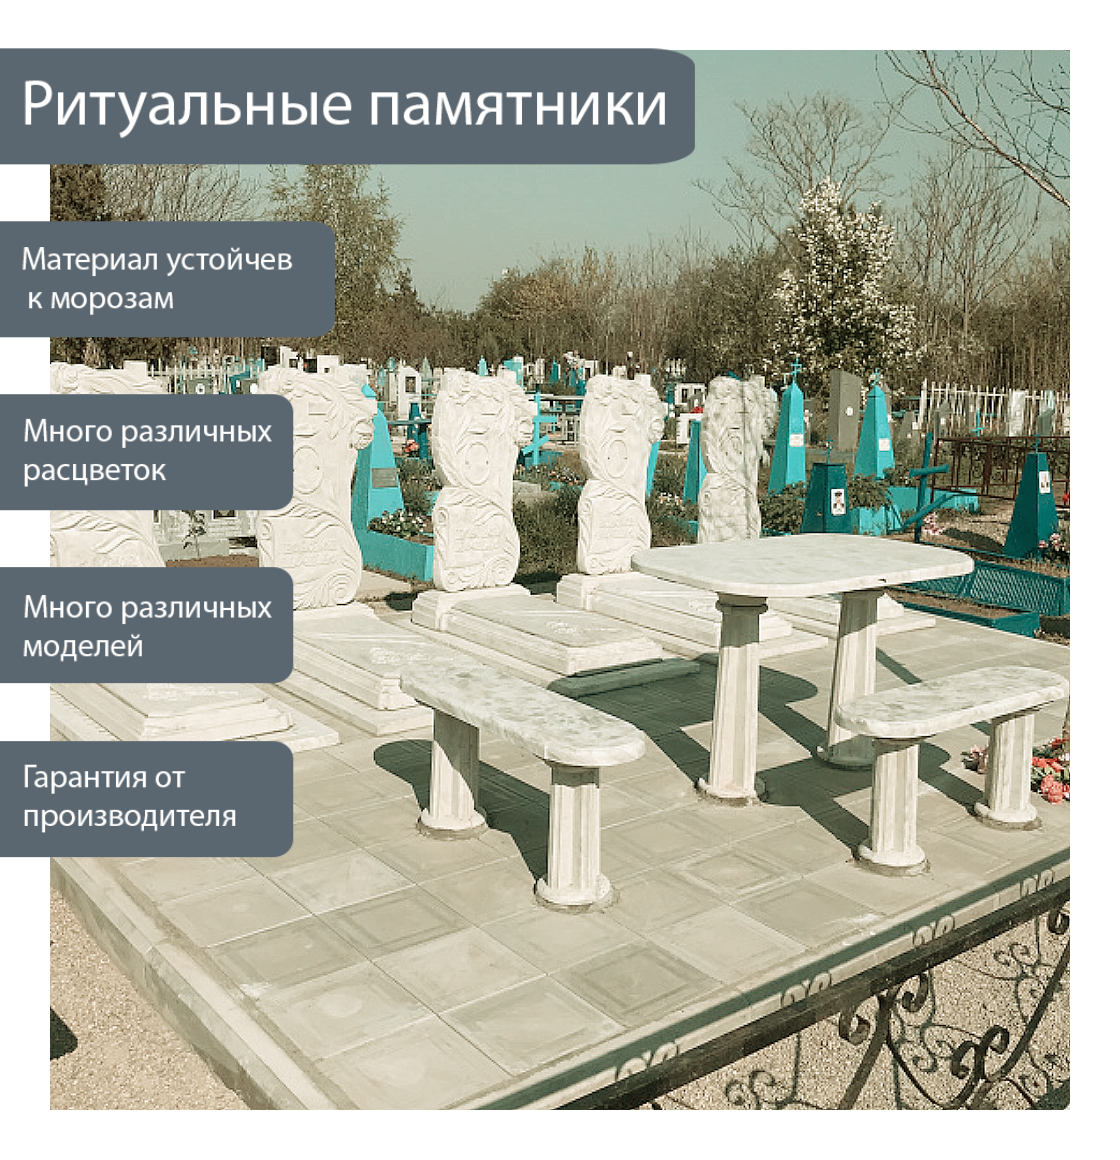 Ритуальные памятники
Материал устойчев
к морозам
Много различных
расцветок
Много различных
моделей
Гарантия от
производителя